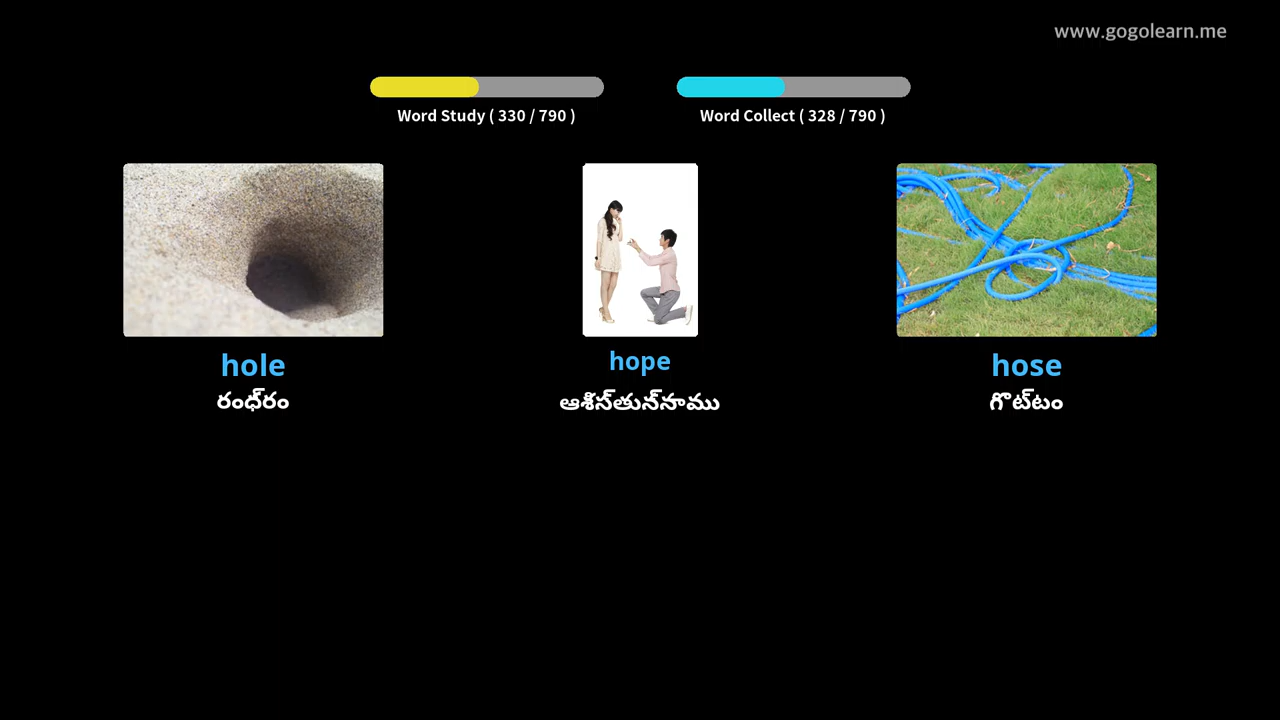 www.gogolearn.me
Word Study ( 330 / 790 )
Word Collect ( 328 / 790 )
hole
రంధ్‌రం
hope
ఆశిస్‌తున్‌నాము
hose
గొట్‌టం